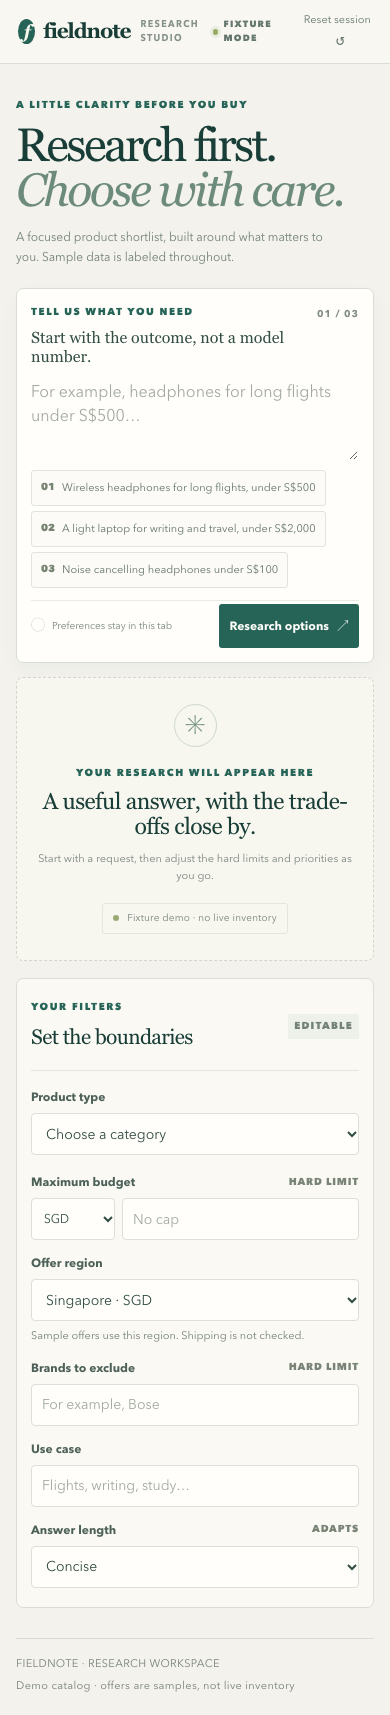 f fieldnote
RESEARCH
STUDIO
FIXTURE
MODE
Reset session
↺
A LITTLE CLARITY BEFORE YOU BUY
Research first.
Choose with care.
A focused product shortlist, built around what matters to
you. Sample data is labeled throughout.
TELL US WHAT YOU NEED
01 / 03
Start with the outcome, not a model
number.
For example, headphones for long flights
under S$500…
01 Wireless headphones for long flights, under S$500
02 A light laptop for writing and travel, under S$2,000
03 Noise cancelling headphones under S$100
Preferences stay in this tab
Research options ↗
YOUR RESEARCH WILL APPEAR HERE
A useful answer, with the trade-
offs close by.
Start with a request, then adjust the hard limits and priorities as
you go.
Fixture demo · no live inventory
YOUR FILTERS
Set the boundaries
EDITABLE
Product type
Choose a category
Maximum budget HARD LIMIT
SGD No cap
Offer region
Singapore · SGD
Sample offers use this region. Shipping is not checked.
Brands to exclude HARD LIMIT
For example, Bose
Use case
Flights, writing, study…
Answer length ADAPTS
Concise
FIELDNOTE · RESEARCH WORKSPACE
Demo catalog · offers are samples, not live inventory